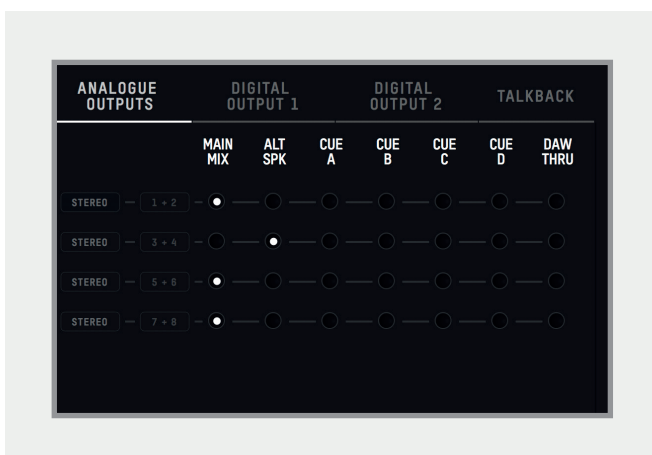 ANALOGUE OUTPUTS
DIGITAL OUTPUT 1
DIGITAL OUTPUT 2
TALKBACK
MAIN MIX
ALT SPK
CUE A
CUE B
CUE C
CUE D
DAW THRU
STEREO 1 + 2
STEREO 3 + 4
STEREO 5 + 6
STEREO 7 + 8